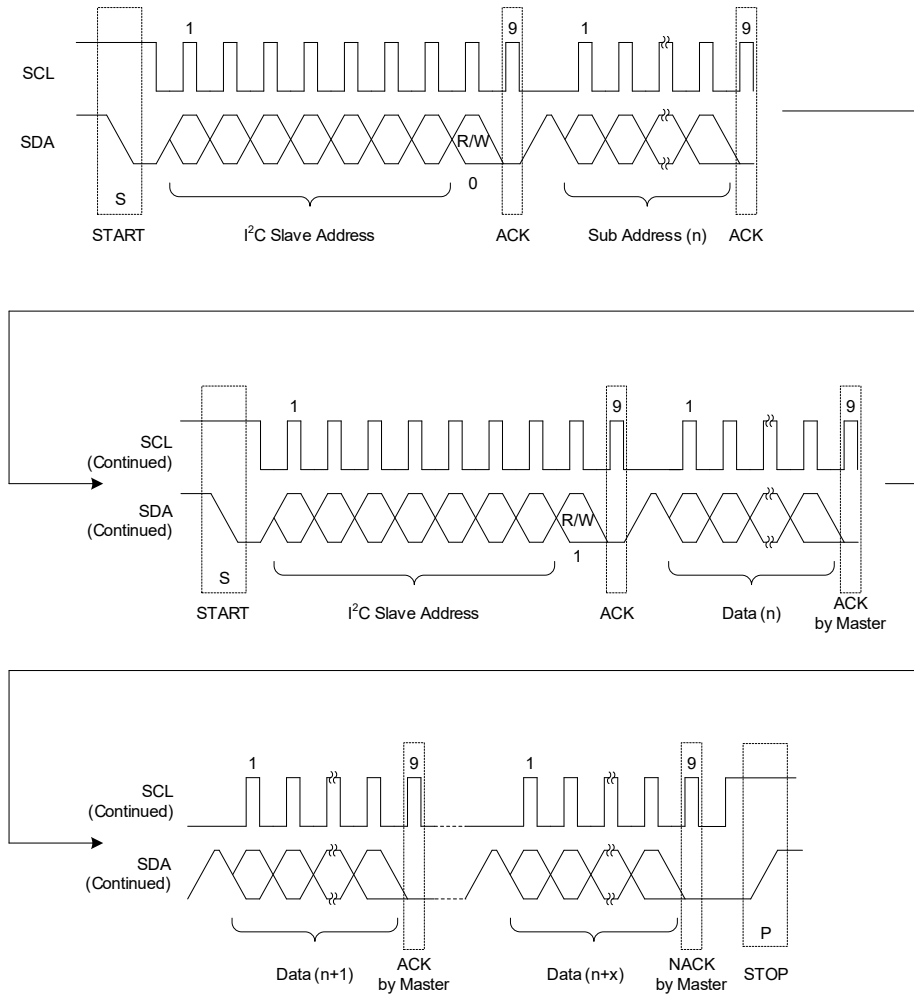 1 9 1 9
SCL
SDA
R/W
0
S
START I²C Slave Address ACK Sub Address (n) ACK
1 9 1 9
SCL
(Continued)
SDA
(Continued)
R/W
1
S
START I²C Slave Address ACK Data (n) ACK
by Master
1 9 1 9
SCL
(Continued)
SDA
(Continued)
P
Data (n+1) ACK
by Master
Data (n+x) NACK
by Master
STOP